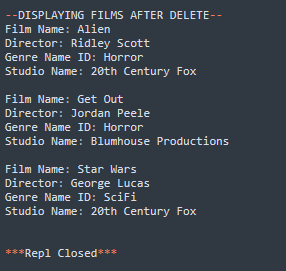 --DISPLAYING FILMS AFTER DELETE--
Film Name: Alien
Director: Ridley Scott
Genre Name ID: Horror
Studio Name: 20th Century Fox
Film Name: Get Out
Director: Jordan Peele
Genre Name ID: Horror
Studio Name: Blumhouse Productions
Film Name: Star Wars
Director: George Lucas
Genre Name ID: SciFi
Studio Name: 20th Century Fox
***Repl Closed***